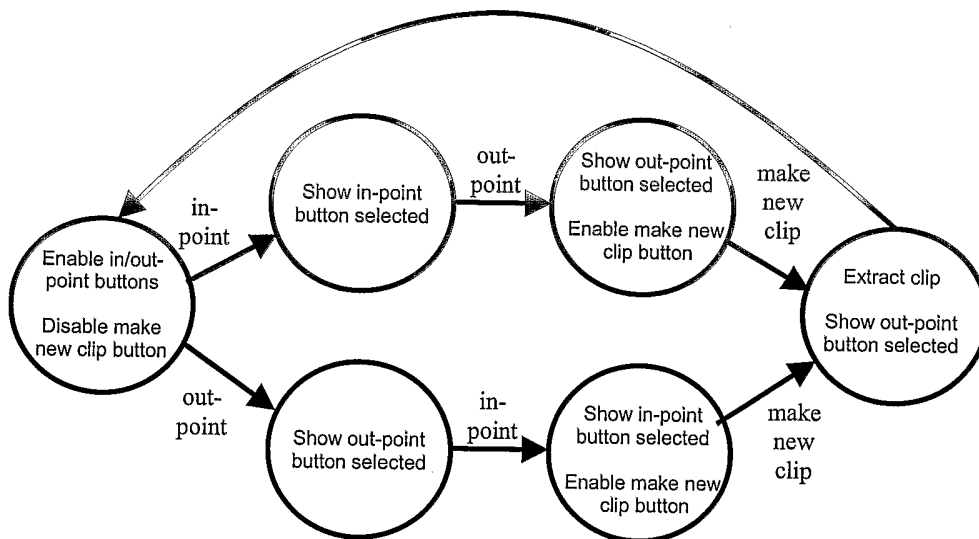 Enable in/out-
point buttons
Disable make
new clip button
in-
point
Show in-point
button selected
out-
point
Show out-point
button selected
Enable make new
clip button
make
new
clip
Extract clip
Show out-point
button selected
out-
point
Show out-point
button selected
in-
point
Show in-point
button selected
Enable make new
clip button
make
new
clip